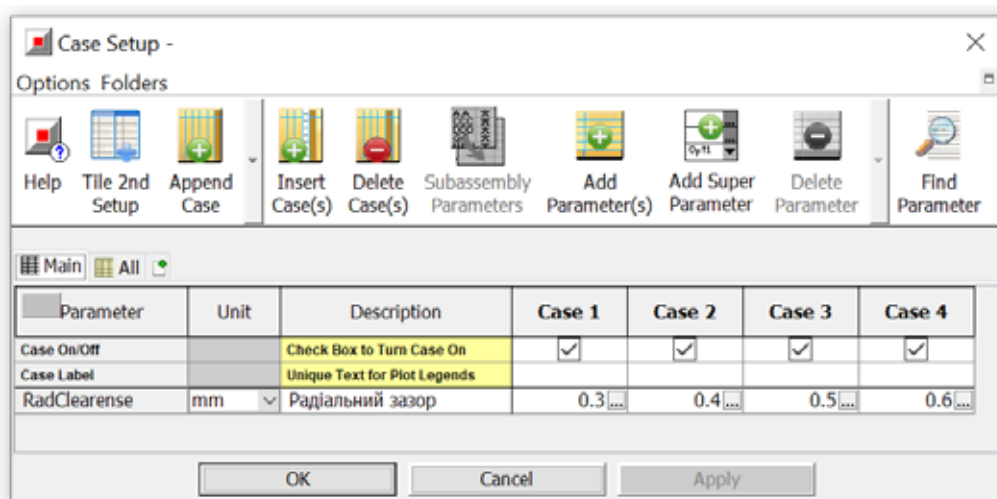 Case Setup -
Options Folders
Help Tile 2nd Setup Append Case Insert Case(s) Delete Case(s) Subassembly Parameters Add Parameter(s) Add Super Parameter Delete Parameter Find Parameter
Main All
Parameter Unit Description Case 1 Case 2 Case 3 Case 4
Case On/Off Check Box to Turn Case On
Case Label Unique Text for Plot Legends
RadClearense mm Радіальний зазор 0.3... 0.4... 0.5... 0.6...
OK Cancel Apply